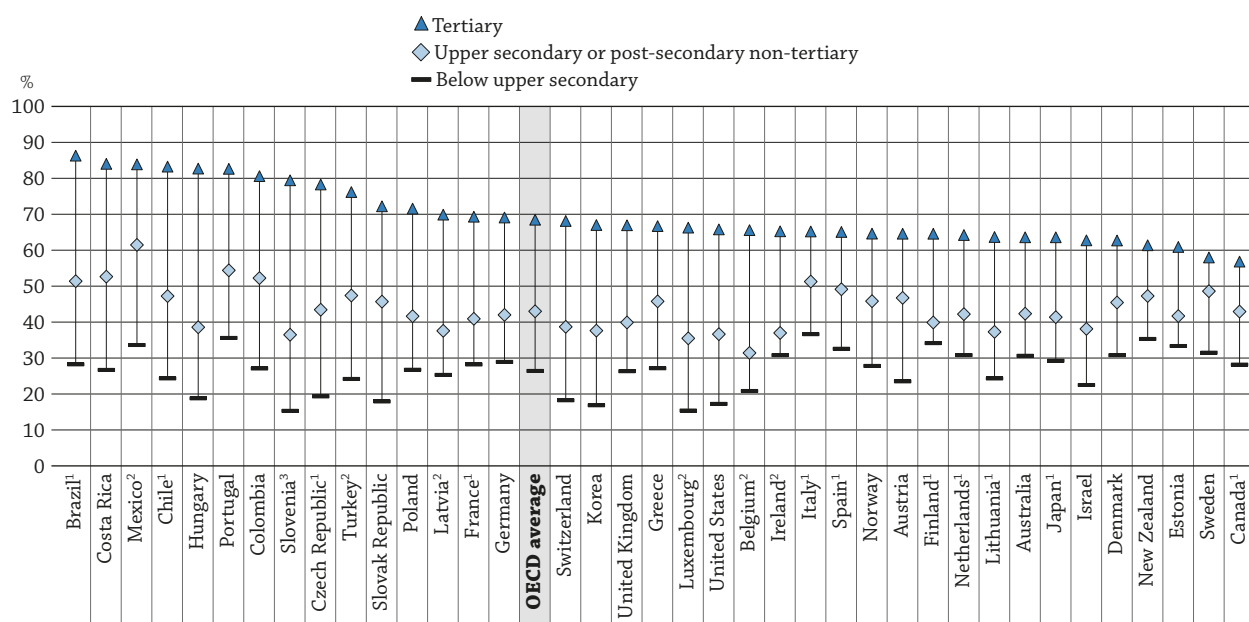 Tertiary
Upper secondary or post-secondary non-tertiary
Below upper secondary
%
100
90
80
70
60
50
40
30
20
10
0
Brazil¹
Costa Rica
Mexico²
Chile¹
Hungary
Portugal
Colombia
Slovenia³
Czech Republic¹
Turkey²
Slovak Republic
Poland
Latvia²
France¹
Germany
OECD average
Switzerland
Korea
United Kingdom
Greece
Luxembourg²
United States
Belgium²
Ireland²
Italy¹
Spain¹
Norway
Austria
Finland¹
Netherlands¹
Lithuania¹
Australia
Japan¹
Israel
Denmark
New Zealand
Estonia
Sweden
Canada¹